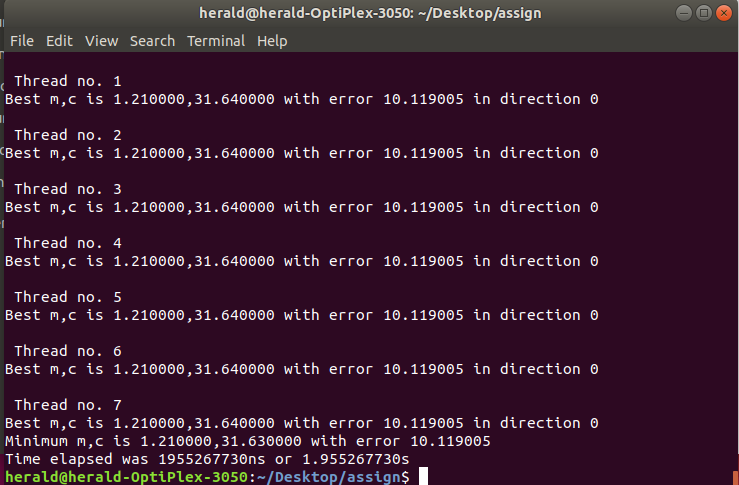 herald@herald-OptiPlex-3050: ~/Desktop/assign
File Edit View Search Terminal Help
Thread no. 1
Best m,c is 1.210000,31.640000 with error 10.119005 in direction 0
Thread no. 2
Best m,c is 1.210000,31.640000 with error 10.119005 in direction 0
Thread no. 3
Best m,c is 1.210000,31.640000 with error 10.119005 in direction 0
Thread no. 4
Best m,c is 1.210000,31.640000 with error 10.119005 in direction 0
Thread no. 5
Best m,c is 1.210000,31.640000 with error 10.119005 in direction 0
Thread no. 6
Best m,c is 1.210000,31.640000 with error 10.119005 in direction 0
Thread no. 7
Best m,c is 1.210000,31.640000 with error 10.119005 in direction 0
Minimum m,c is 1.210000,31.630000 with error 10.119005
Time elapsed was 1955267730ns or 1.955267730s
herald@herald-OptiPlex-3050:~/Desktop/assign$